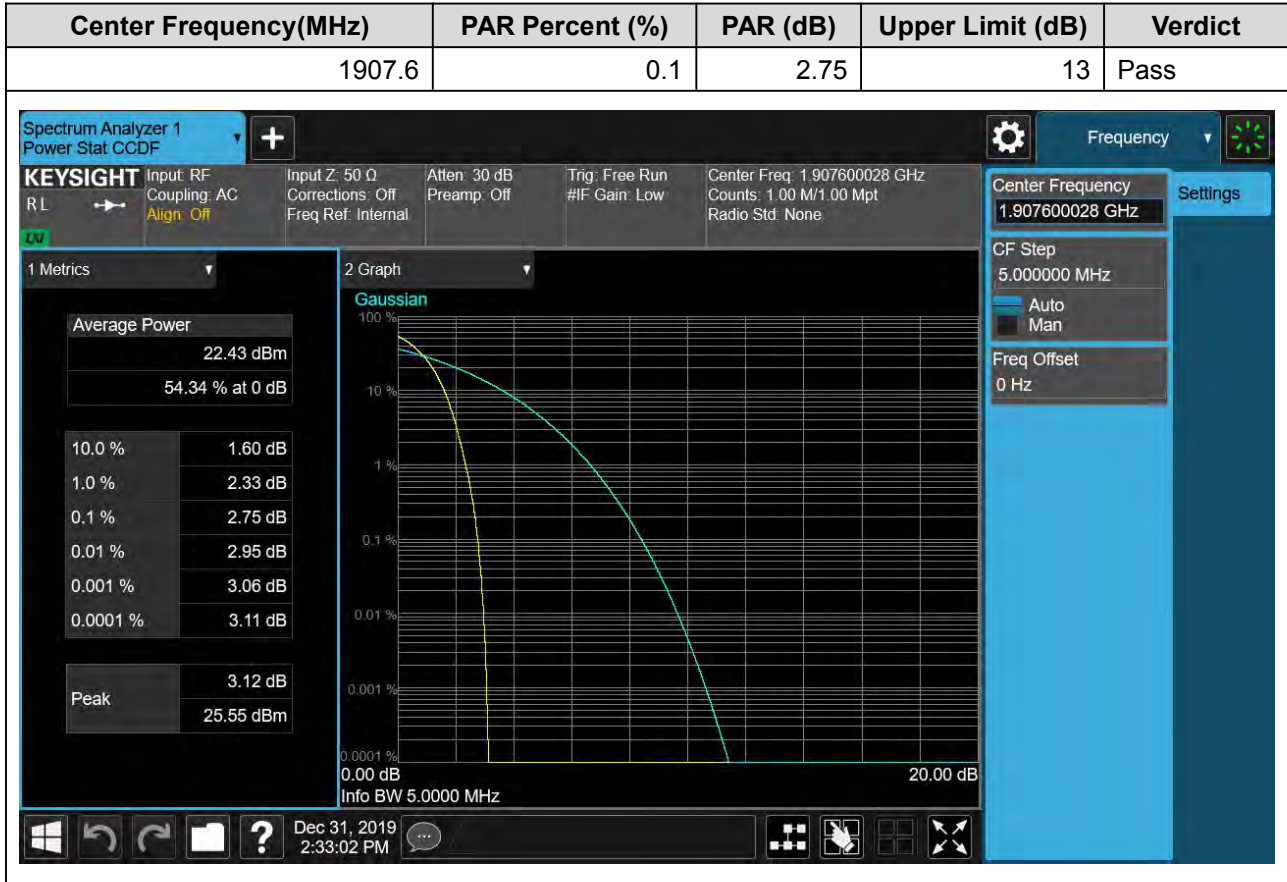 Center Frequency(MHz) PAR Percent (%) PAR (dB) Upper Limit (dB) Verdict
1907.6 0.1 2.75 13 Pass
Spectrum Analyzer 1
Power Stat CCDF
+
Frequency
KEYSIGHT
RL
LXI
Input: RF
Coupling: AC
Align: Off
Input Z: 50 Ω
Corrections: Off
Freq Ref: Internal
Atten: 30 dB
Preamp: Off
Trig: Free Run
#IF Gain: Low
Center Freq: 1.907600028 GHz
Counts: 1.00 M/1.00 Mpt
Radio Std: None
Center Frequency
1.907600028 GHz
Settings
CF Step
5.000000 MHz
Auto
Man
Freq Offset
0 Hz
1 Metrics
Average Power
22.43 dBm
54.34 % at 0 dB
10.0 % 1.60 dB
1.0 % 2.33 dB
0.1 % 2.75 dB
0.01 % 2.95 dB
0.001 % 3.06 dB
0.0001 % 3.11 dB
Peak
3.12 dB
25.55 dBm
2 Graph
Gaussian
100 %
10 %
1 %
0.1 %
0.01 %
0.001 %
0.0001 %
0.00 dB 20.00 dB
Info BW 5.0000 MHz
?
Dec 31, 2019
2:33:02 PM